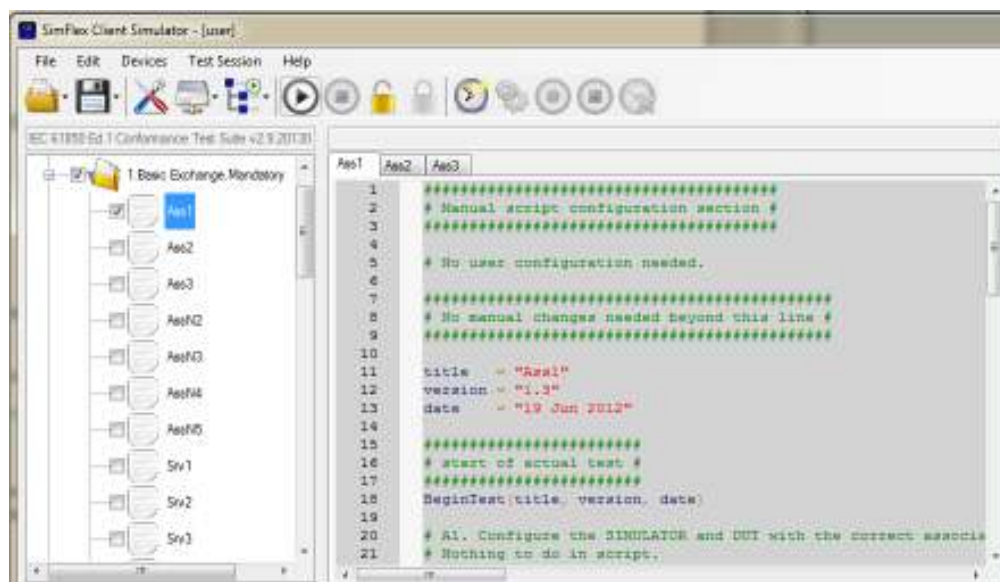 SimFlex Client Simulator - [user]
File Edit Devices Test Session Help
IEC 61850 Ed.1 Conformance Test Suite v2.9.20130
1.Basic Exchange.Mandatory
Ass1
Ass2
Ass3
AssN2
AssN3
AssN4
AssN5
Srv1
Srv2
Srv3
Ass1 Ass2 Ass3
1 #######################################
2 # Manual script configuration section #
3 #######################################
4
5 # No user configuration needed.
6
7 #############################################
8 # No manual changes needed beyond this line #
9 #############################################
10
11 title = "Ass1"
12 version = "1.3"
13 date = "19 Jun 2012"
14
15 ########################
16 # start of actual test #
17 ########################
18 BeginTest(title, version, date)
19
20 # A1. Configure the SIMULATOR and DUT with the correct associa
21 # Nothing to do in script.